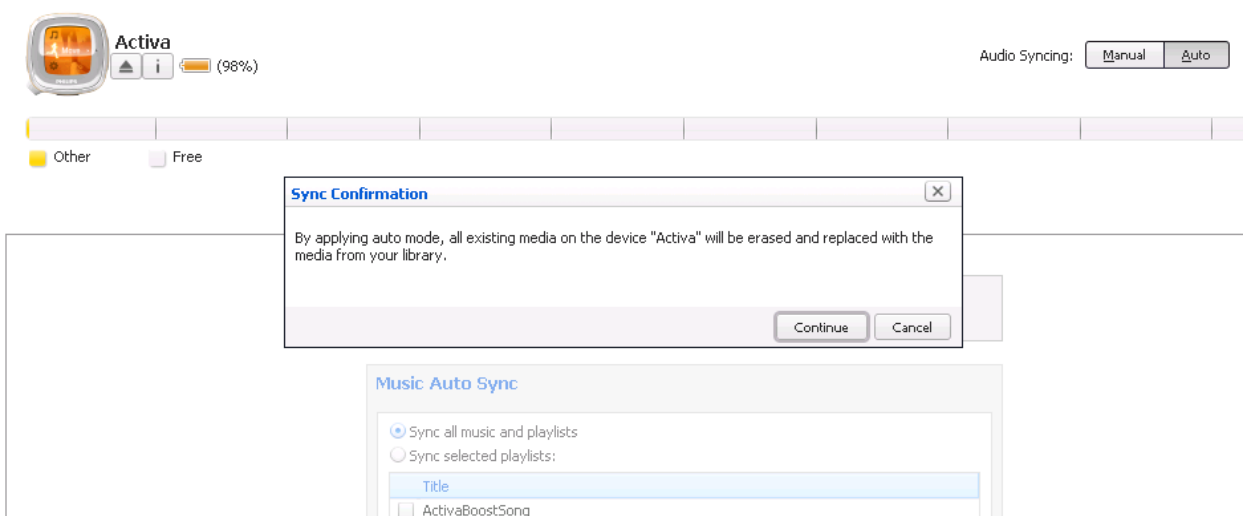 Activa
i (98%)
Audio Syncing: Manual Auto
Other Free
Sync Confirmation
By applying auto mode, all existing media on the device "Activa" will be erased and replaced with the
media from your library.
Continue Cancel
Music Auto Sync
Sync all music and playlists
Sync selected playlists:
Title
ActivaBoostSong